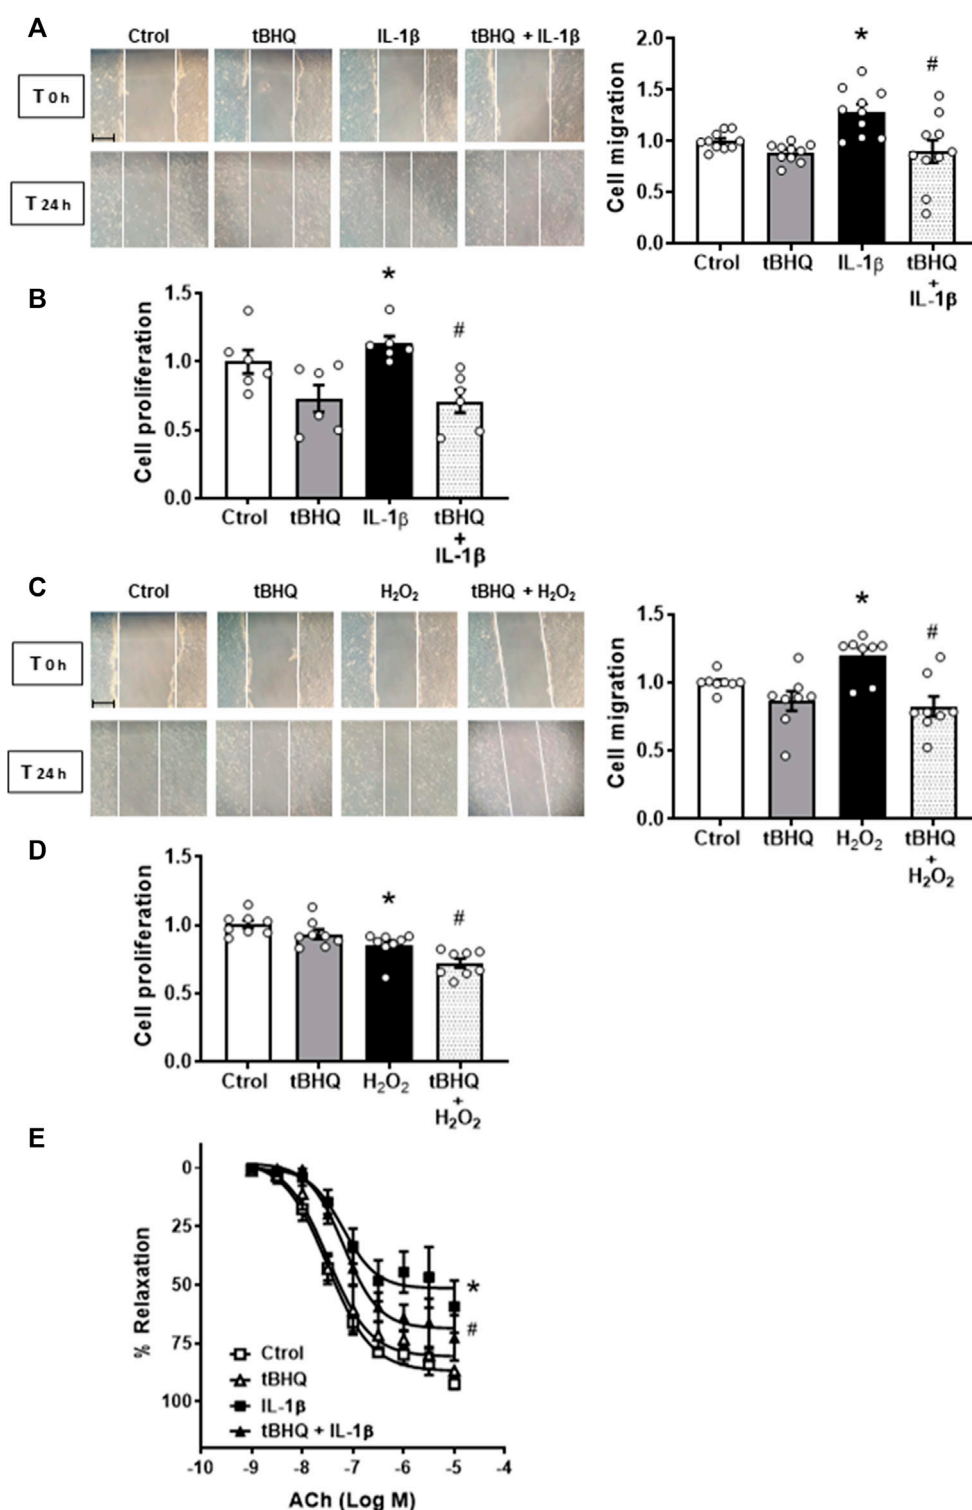 A
Ctrol tBHQ IL-1β tBHQ + IL-1β
T 0 h
T 24 h
Cell migration
2.0
1.5
1.0
0.5
0.0
*
#
Ctrol tBHQ IL-1β tBHQ
+
IL-1β
B
Cell proliferation
1.5
1.0
0.5
0.0
*
#
Ctrol tBHQ IL-1β tBHQ
+
IL-1β
C
Ctrol tBHQ H₂O₂ tBHQ + H₂O₂
T 0 h
T 24 h
Cell migration
1.5
1.0
0.5
0.0
*
#
Ctrol tBHQ H₂O₂ tBHQ
+
H₂O₂
D
Cell proliferation
1.5
1.0
0.5
0.0
*
#
Ctrol tBHQ H₂O₂ tBHQ
+
H₂O₂
E
% Relaxation
0
25
50
75
100
*
#
Ctrol
tBHQ
IL-1β
tBHQ + IL-1β
-10 -9 -8 -7 -6 -5 -4
ACh (Log M)